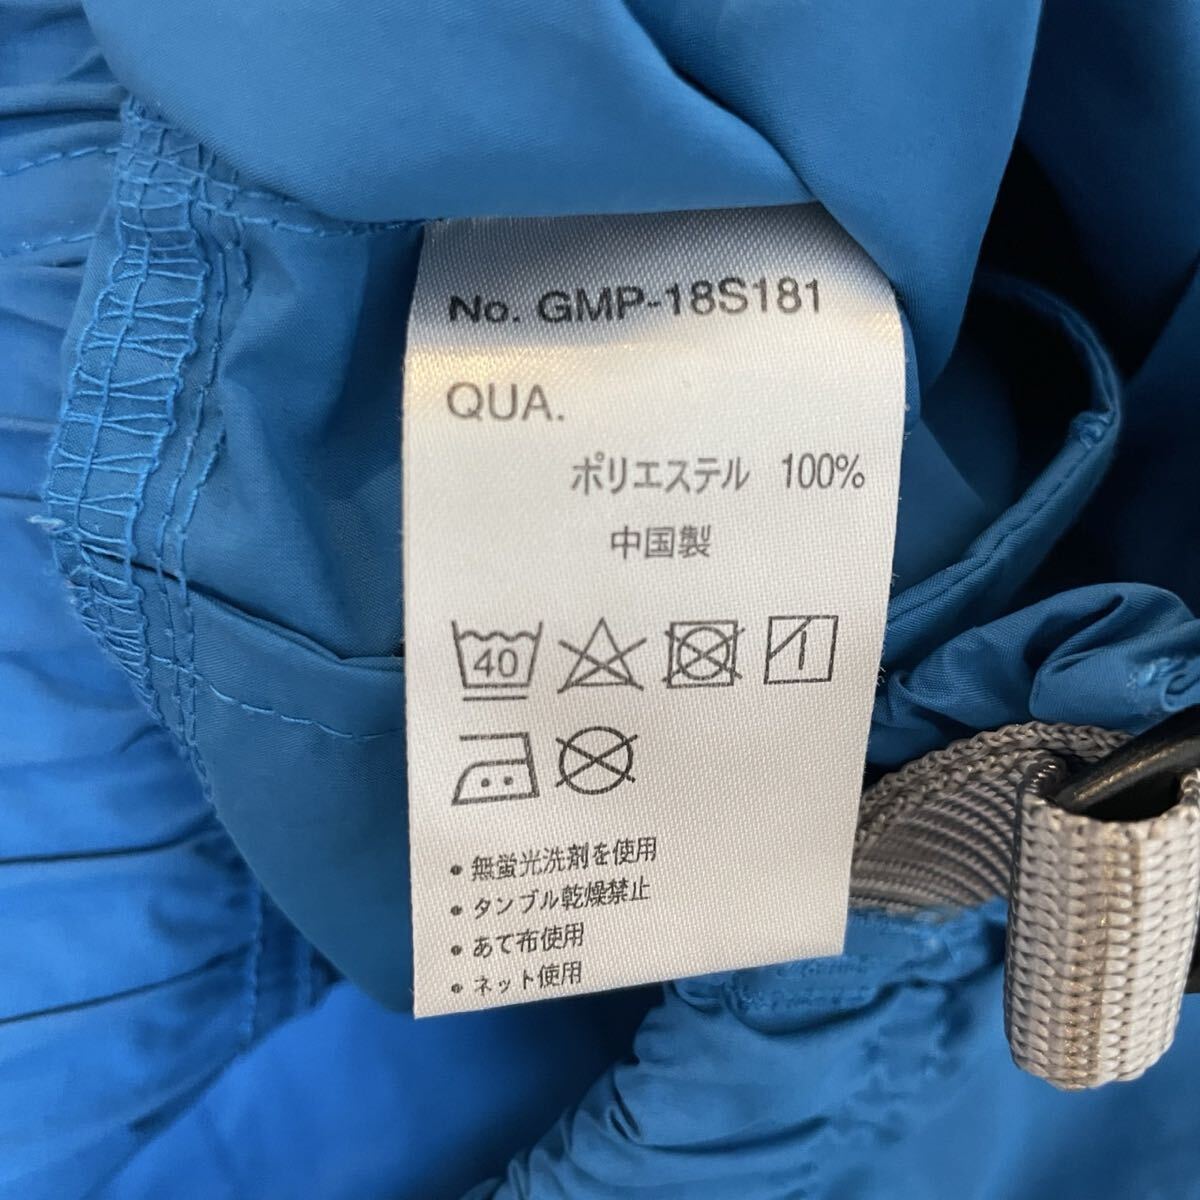 No. GMP-18S181
QUA.
ポリエステル 100%
中国製
40
・無蛍光洗剤を使用
・タンブル乾燥禁止
・あて布使用
・ネット使用